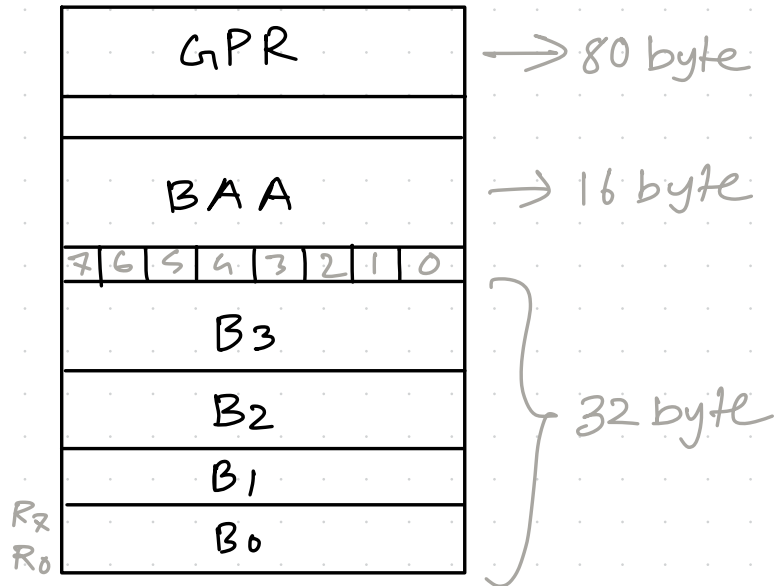 GPR → 80 byte
BAA → 16 byte
7 6 5 4 3 2 1 0
B3
B2 32 byte
B1
R7
B0
R0